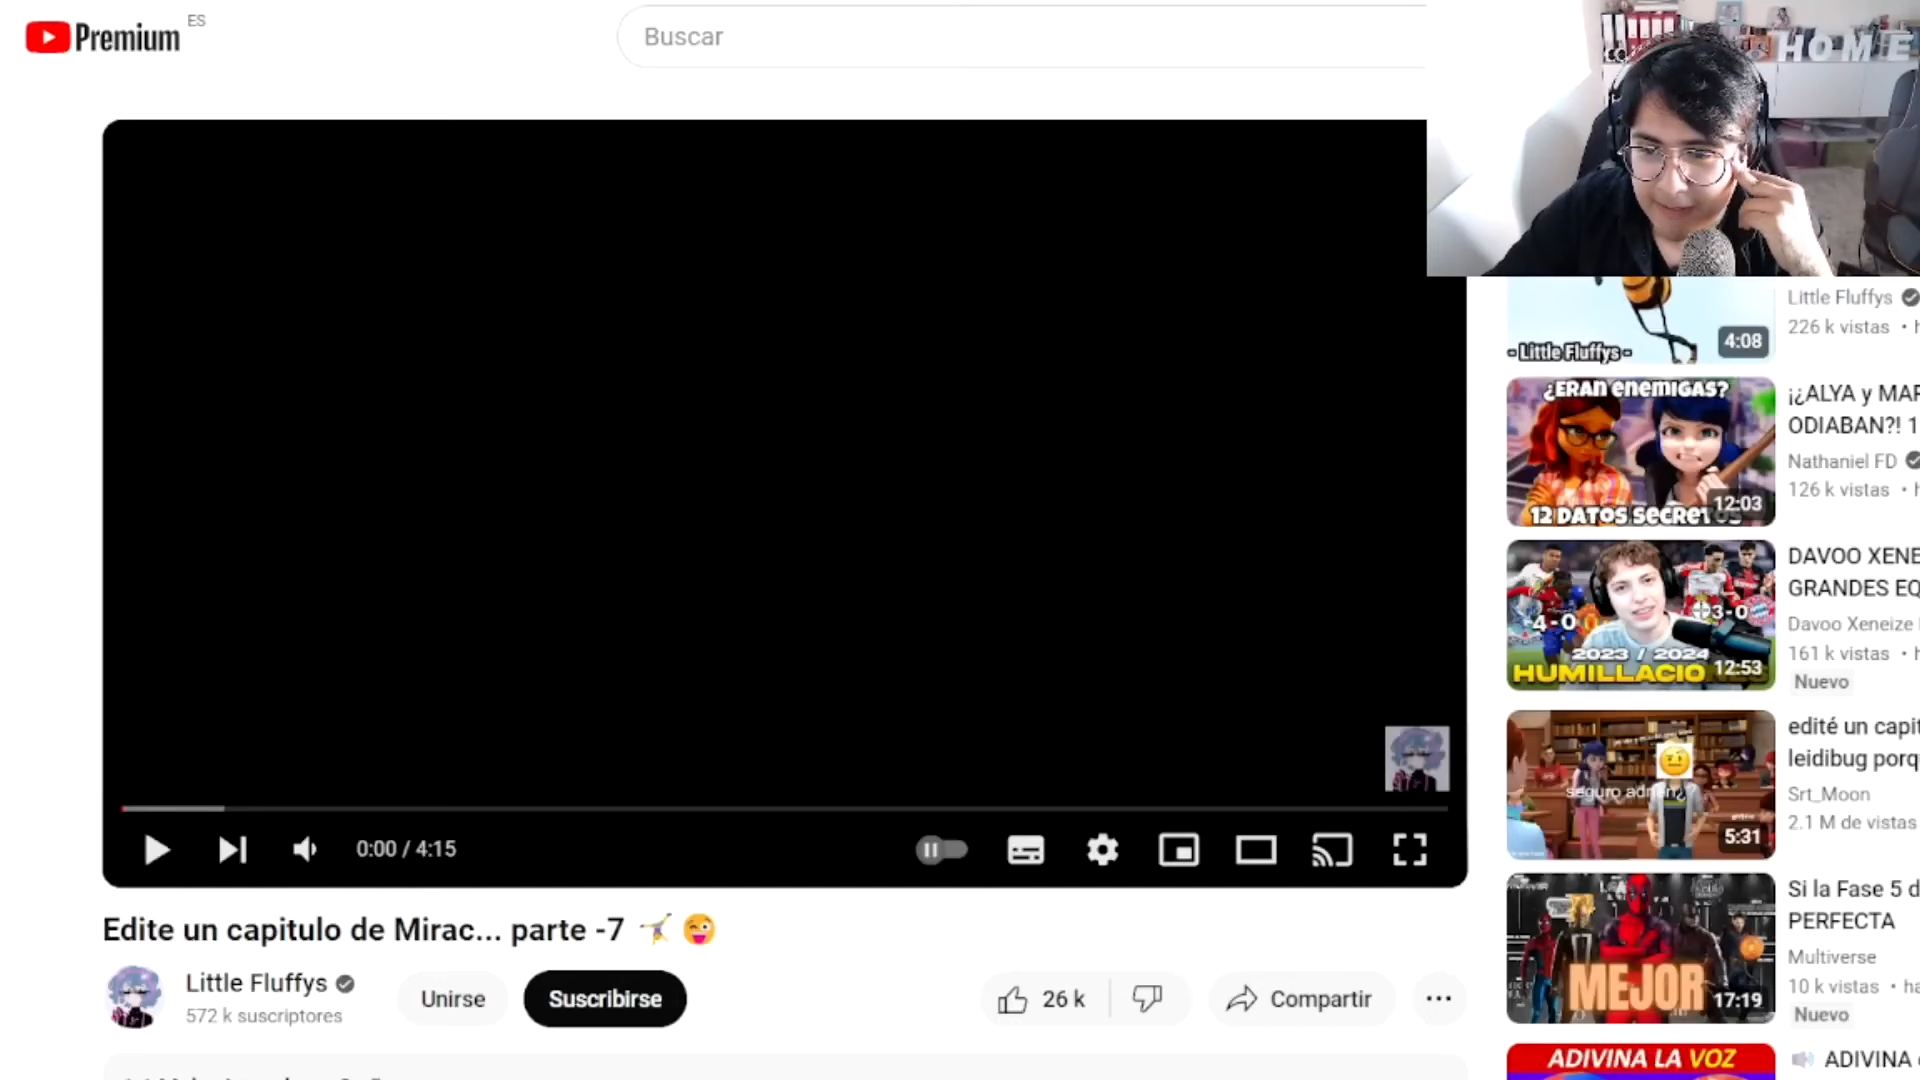 Premium ES
Buscar
HOME
0:00 / 4:15
Edite un capitulo de Mirac... parte -7
Little Fluffys
572 k suscriptores
Unirse
Suscribirse
26 k
Compartir
- Little Fluffys -
4:08
Little Fluffys
226 k vistas •
¿ERAN enemIGAS?
12 DATOS secret
12:03
¡¿ALYA y MAR
ODIABAN?! 1
Nathaniel FD
126 k vistas •
4-0
3-0
2023 / 2024
HUMILLACIO
12:53
DAVOO XENE
GRANDES EQ
Davoo Xeneize
161 k vistas •
Nuevo
seguro adrien¿?
5:31
edité un capit
leidibug porq
Srt_Moon
2.1 M de vistas
MEJOR
17:19
Si la Fase 5 d
PERFECTA
Multiverse
10 k vistas • ha
Nuevo
ADIVINA LA VOZ
ADIVINA